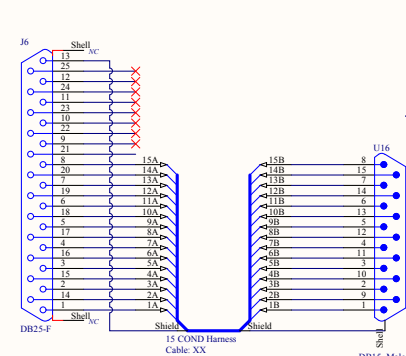 J6
Shell
NC
13
25
12
24
11
23
10
22
9
21
8 15A 15B 8
20 14A 14B 15
7 13A 13B 7
19 12A 12B 14
6 11A 11B 6
18 10A 10B 13
5 9A 9B 5
17 8A 8B 12
4 7A 7B 4
16 6A 6B 11
3 5A 5B 3
15 4A 4B 10
2 3A 3B 2
14 2A 2B 9
1 1A 1B 1
Shell
NC
Shield Shield
DB25-F
15 COND Harness
Cable: XX
U16
Shell